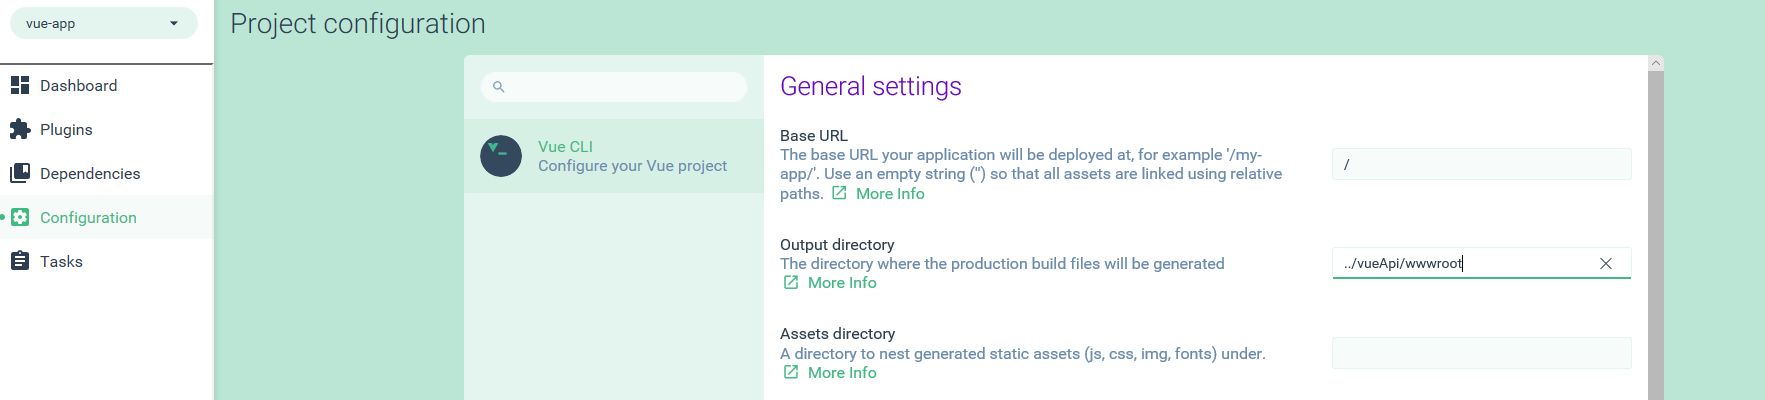 vue-app
Project configuration
Dashboard
Plugins
Dependencies
Configuration
Tasks
Vue CLI
Configure your Vue project
General settings
Base URL
The base URL your application will be deployed at, for example '/my-
app/'. Use an empty string ('') so that all assets are linked using relative
paths. More Info
/
Output directory
The directory where the production build files will be generated
More Info
../vueApi/wwwroot
Assets directory
A directory to nest generated static assets (js, css, img, fonts) under.
More Info